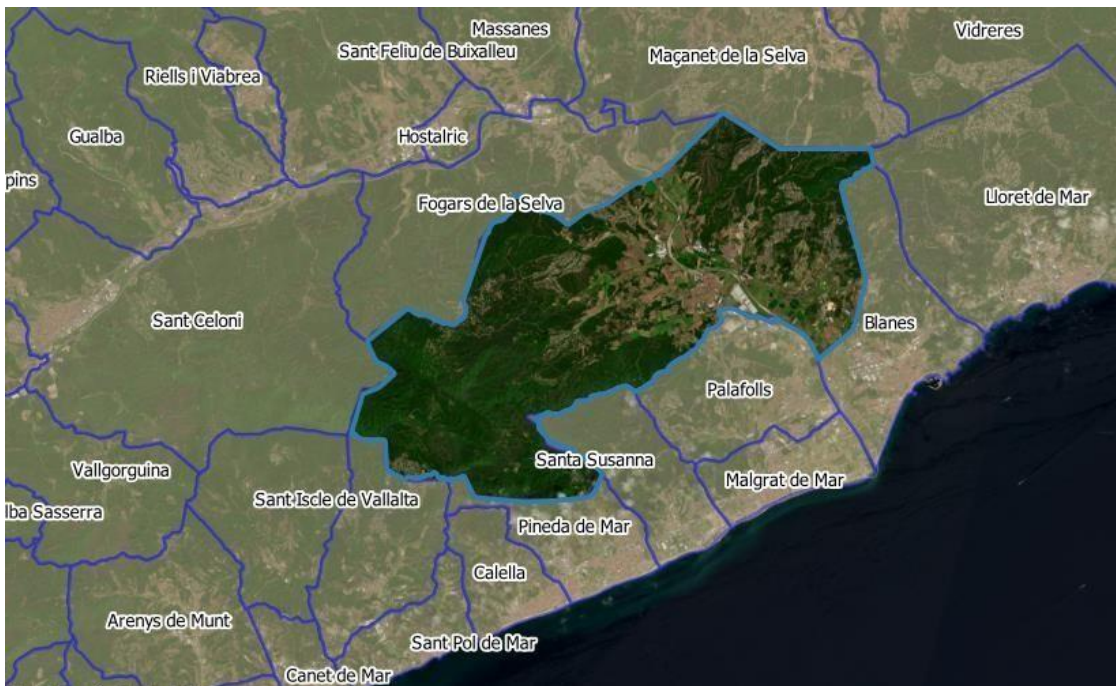 Massanes
Vidreres
Sant Feliu de Buixalleu
Maçanet de la Selva
Riells i Viabrea
Gualba
Hostalric
pins
Lloret de Mar
Fogars de la Selva
Sant Celoni
Blanes
Palafolls
Santa Susanna
Vallgorguina
Malgrat de Mar
Sant Iscle de Vallalta
lba Sasserra
Pineda de Mar
Calella
Arenys de Munt
Sant Pol de Mar
Canet de Mar